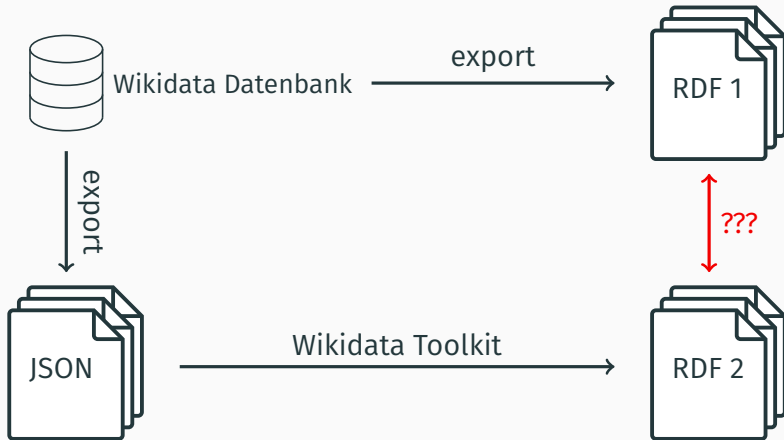 export
Wikidata Datenbank
RDF 1
export
???
Wikidata Toolkit
JSON
RDF 2